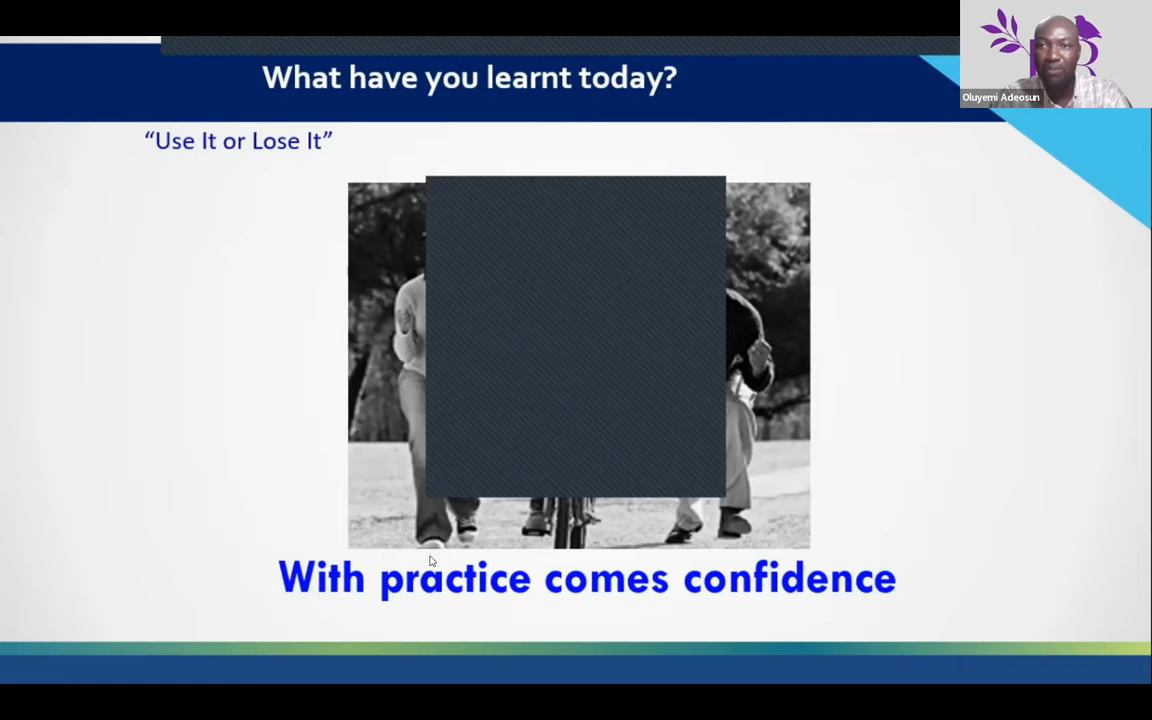 What have you learnt today?
Oluyemi Adeosun
“Use It or Lose It”
With practice comes confidence